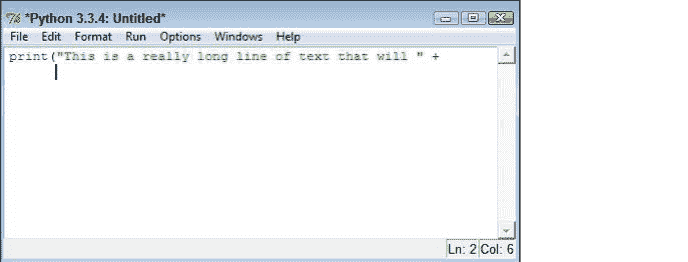 *Python 3.3.4: Untitled*
File Edit Format Run Options Windows Help
print("This is a really long line of text that will " +
Ln: 2 Col: 6